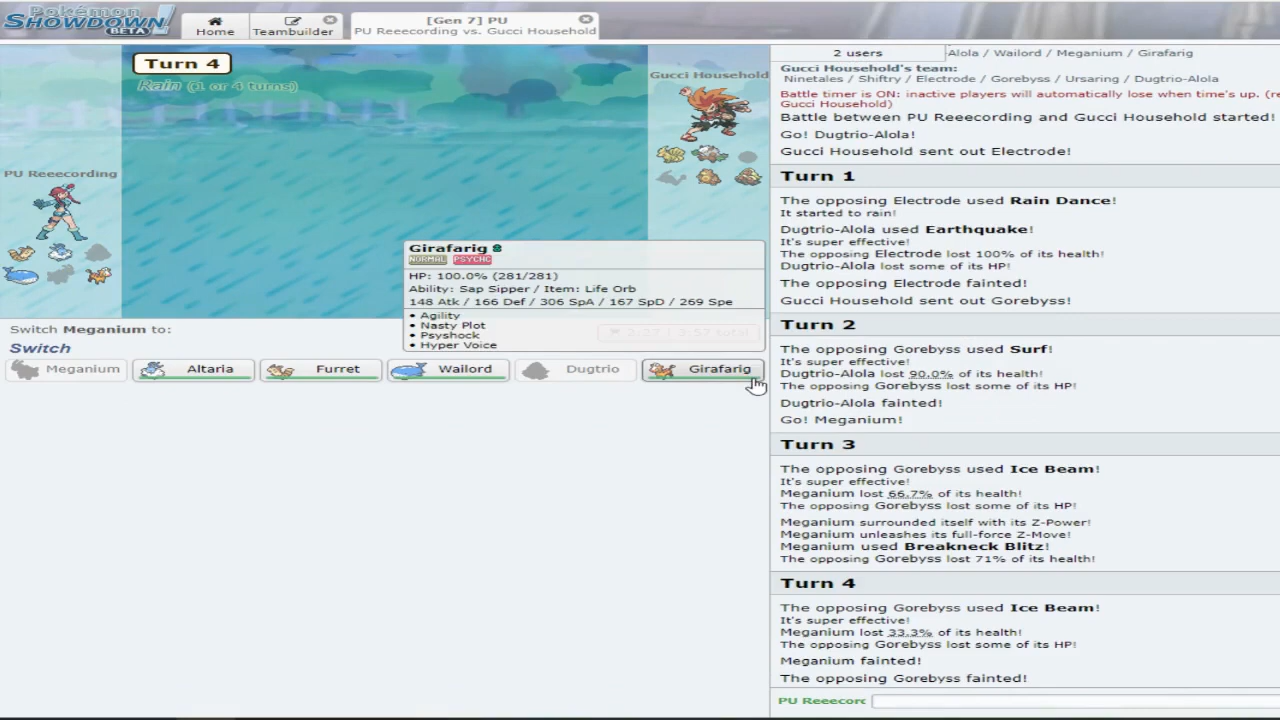 Pokémon
SHOWDOWN!
BETA
Home
Teambuilder
[Gen 7] PU
PU Reeecording vs. Gucci Household
Turn 4
Rain (1 or 4 turns)
Gucci Household
PU Reeecording
Girafarig
NORMAL PSYCHC
HP: 100.0% (281/281)
Ability: Sap Sipper / Item: Life Orb
148 Atk / 166 Def / 306 SpA / 167 SpD / 269 Spe
• Agility
• Nasty Plot
• Psyshock
• Hyper Voice
Switch Meganium to:
Switch
Meganium
Altaria
Furret
Wailord
Dugtrio
Girafarig
2 users
Alola / Wailord / Meganium / Girafarig
Gucci Household's team:
Ninetales / Shiftry / Electrode / Gorebyss / Ursaring / Dugtrio-Alola
Battle timer is ON: inactive players will automatically lose when time's up. (re
Gucci Household)
Battle between PU Reeecording and Gucci Household started!
Go! Dugtrio-Alola!
Gucci Household sent out Electrode!
Turn 1
The opposing Electrode used Rain Dance!
It started to rain!
Dugtrio-Alola used Earthquake!
It's super effective!
The opposing Electrode lost 100% of its health!
Dugtrio-Alola lost some of its HP!
The opposing Electrode fainted!
Gucci Household sent out Gorebyss!
Turn 2
The opposing Gorebyss used Surf!
It's super effective!
Dugtrio-Alola lost 90.0% of its health!
The opposing Gorebyss lost some of its HP!
Dugtrio-Alola fainted!
Go! Meganium!
Turn 3
The opposing Gorebyss used Ice Beam!
It's super effective!
Meganium lost 66.7% of its health!
The opposing Gorebyss lost some of its HP!
Meganium surrounded itself with its Z-Power!
Meganium unleashes its full-force Z-Move!
Meganium used Breakneck Blitz!
The opposing Gorebyss lost 71% of its health!
Turn 4
The opposing Gorebyss used Ice Beam!
It's super effective!
Meganium lost 33.3% of its health!
The opposing Gorebyss lost some of its HP!
Meganium fainted!
The opposing Gorebyss fainted!
PU Reeecorc